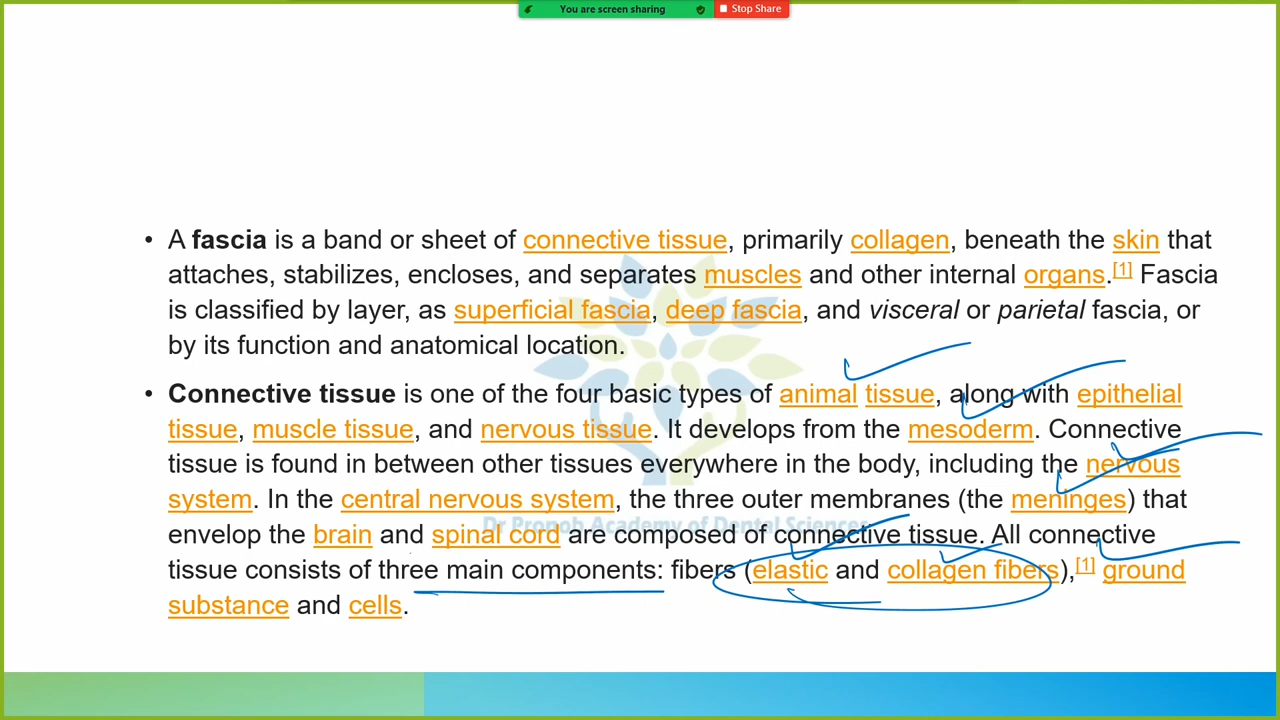 You are screen sharing Stop Share
• A fascia is a band or sheet of connective tissue, primarily collagen, beneath the skin that
attaches, stabilizes, encloses, and separates muscles and other internal organs.[1] Fascia
is classified by layer, as superficial fascia, deep fascia, and visceral or parietal fascia, or
by its function and anatomical location.
• Connective tissue is one of the four basic types of animal tissue, along with epithelial
tissue, muscle tissue, and nervous tissue. It develops from the mesoderm. Connective
tissue is found in between other tissues everywhere in the body, including the nervous
system. In the central nervous system, the three outer membranes (the meninges) that
envelop the brain and spinal cord are composed of connective tissue. All connective
tissue consists of three main components: fibers (elastic and collagen fibers),[1] ground
substance and cells.
Dr Pronob Academy of Dental Sciences